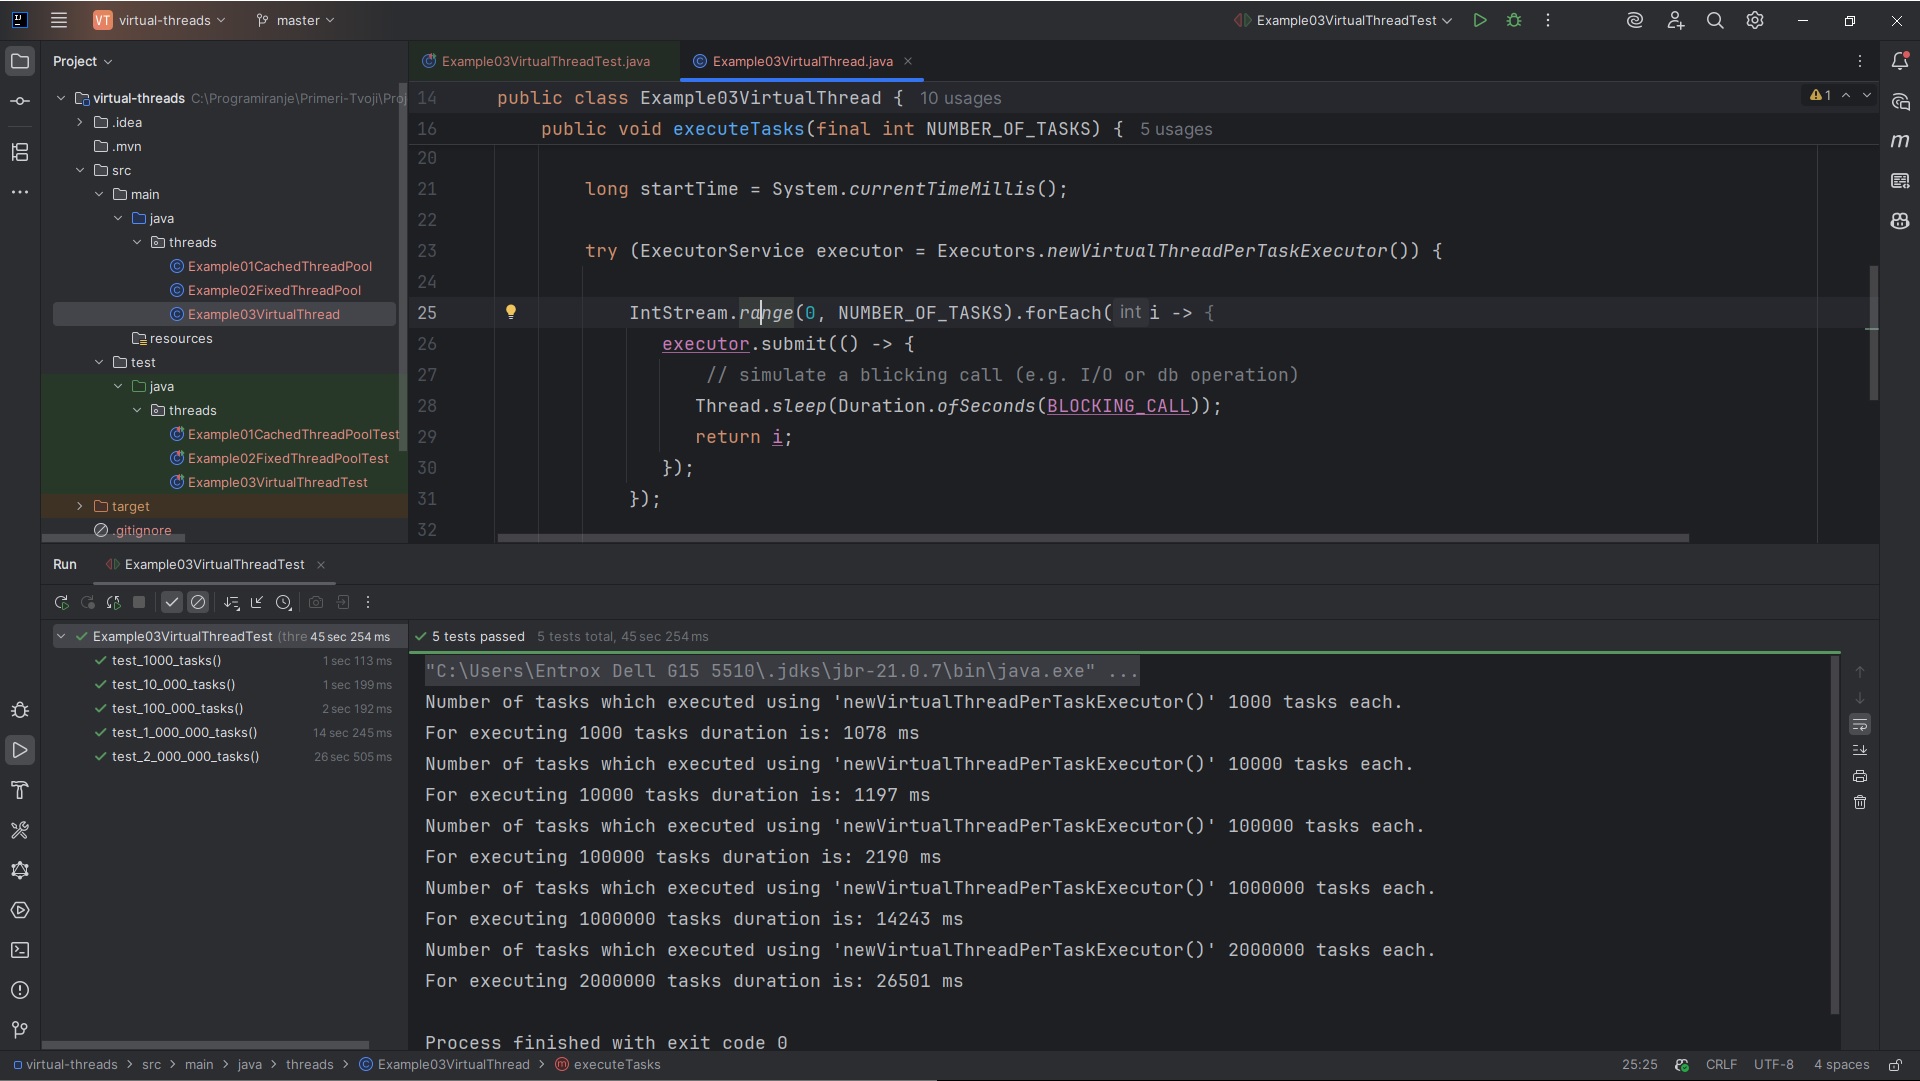 VT virtual-threads master Example03VirtualThreadTest
Project
virtual-threads C:\Programiranje\Primeri-Tvoji\Proj
.idea
.mvn
src
main
java
threads
Example01CachedThreadPool
Example02FixedThreadPool
Example03VirtualThread
resources
test
java
threads
Example01CachedThreadPoolTest
Example02FixedThreadPoolTest
Example03VirtualThreadTest
target
.gitignore
Example03VirtualThreadTest.java Example03VirtualThread.java
14 public class Example03VirtualThread { 10 usages 1
16 public void executeTasks(final int NUMBER_OF_TASKS) { 5 usages
20
21 long startTime = System.currentTimeMillis();
22
23 try (ExecutorService executor = Executors.newVirtualThreadPerTaskExecutor()) {
24
25 IntStream.range(0, NUMBER_OF_TASKS).forEach( int i -> {
26 executor.submit(() -> {
27 // simulate a blicking call (e.g. I/O or db operation)
28 Thread.sleep(Duration.ofSeconds(BLOCKING_CALL));
29 return i;
30 });
31 });
32
Run Example03VirtualThreadTest
Example03VirtualThreadTest (thre 45 sec 254 ms
test_1000_tasks() 1 sec 113 ms
test_10_000_tasks() 1 sec 199 ms
test_100_000_tasks() 2 sec 192 ms
test_1_000_000_tasks() 14 sec 245 ms
test_2_000_000_tasks() 26 sec 505 ms
5 tests passed 5 tests total, 45 sec 254 ms
"C:\Users\Entrox Dell G15 5510\.jdks\jbr-21.0.7\bin\java.exe" ...
Number of tasks which executed using 'newVirtualThreadPerTaskExecutor()' 1000 tasks each.
For executing 1000 tasks duration is: 1078 ms
Number of tasks which executed using 'newVirtualThreadPerTaskExecutor()' 10000 tasks each.
For executing 10000 tasks duration is: 1197 ms
Number of tasks which executed using 'newVirtualThreadPerTaskExecutor()' 100000 tasks each.
For executing 100000 tasks duration is: 2190 ms
Number of tasks which executed using 'newVirtualThreadPerTaskExecutor()' 1000000 tasks each.
For executing 1000000 tasks duration is: 14243 ms
Number of tasks which executed using 'newVirtualThreadPerTaskExecutor()' 2000000 tasks each.
For executing 2000000 tasks duration is: 26501 ms
Process finished with exit code 0
virtual-threads > src > main > java > threads > Example03VirtualThread > executeTasks 25:25 CRLF UTF-8 4 spaces